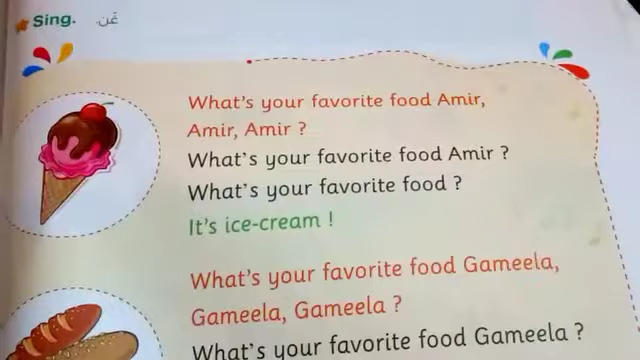 Sing. غَنِّ.
What's your favorite food Amir,
Amir, Amir ?
What's your favorite food Amir ?
What's your favorite food ?
It's ice-cream !
What's your favorite food Gameela,
Gameela, Gameela ?
What's your favorite food Gameela ?